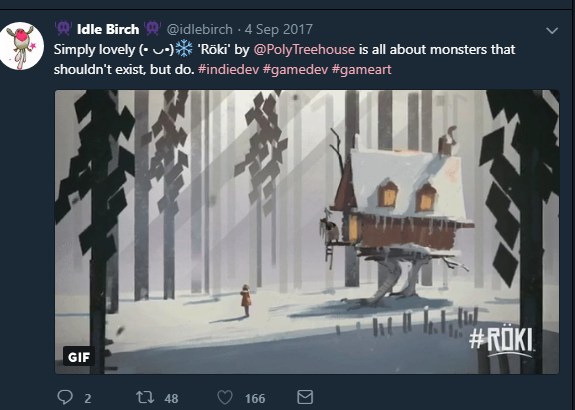 Idle Birch @idlebirch · 4 Sep 2017
Simply lovely (• ◡•)❄ 'Röki' by @PolyTreehouse is all about monsters that
shouldn't exist, but do. #indiedev #gamedev #gameart
#RÖKI
GIF
2 48 166